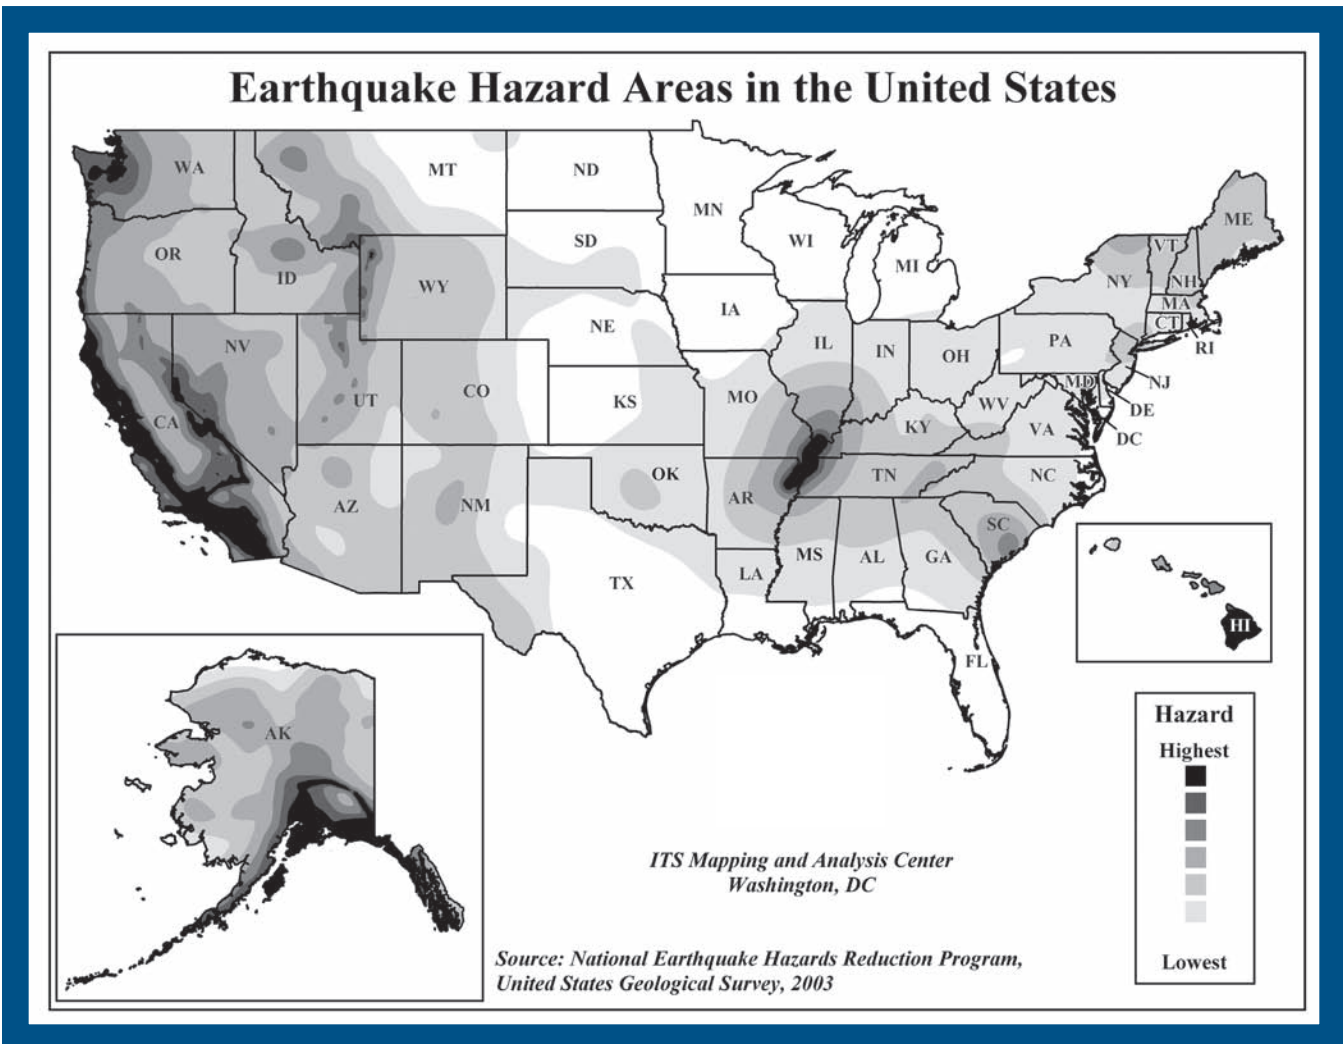 Earthquake Hazard Areas in the United States
WA
MT
ND
MN
OR
ID
WY
SD
WI
MI
NY
VT
ME
NH
MA
CT
RI
NV
UT
CO
NE
IA
IL
IN
OH
PA
NJ
CA
KS
MO
KY
WV
MD
DE
VA
DC
AZ
NM
OK
AR
TN
NC
SC
TX
LA
MS
AL
GA
FL
HI
AK
Hazard
Highest
Lowest
ITS Mapping and Analysis Center
Washington, DC
Source: National Earthquake Hazards Reduction Program,
United States Geological Survey, 2003